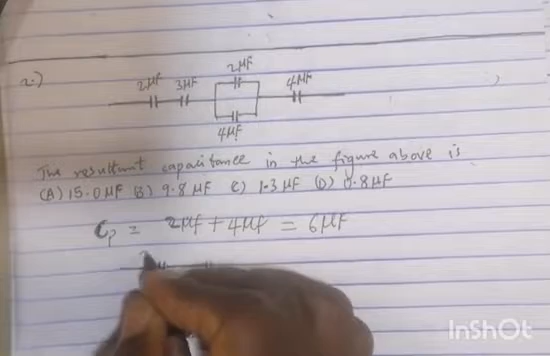 2.)
2μF 3μF 2μF 4μF
4μF
The resultant capacitance in the figure above is
(A) 15.0μF (B) 9.8μF (C) 1.3μF (D) 0.8μF
Cp = 2μf + 4μf = 6μF
InShOt